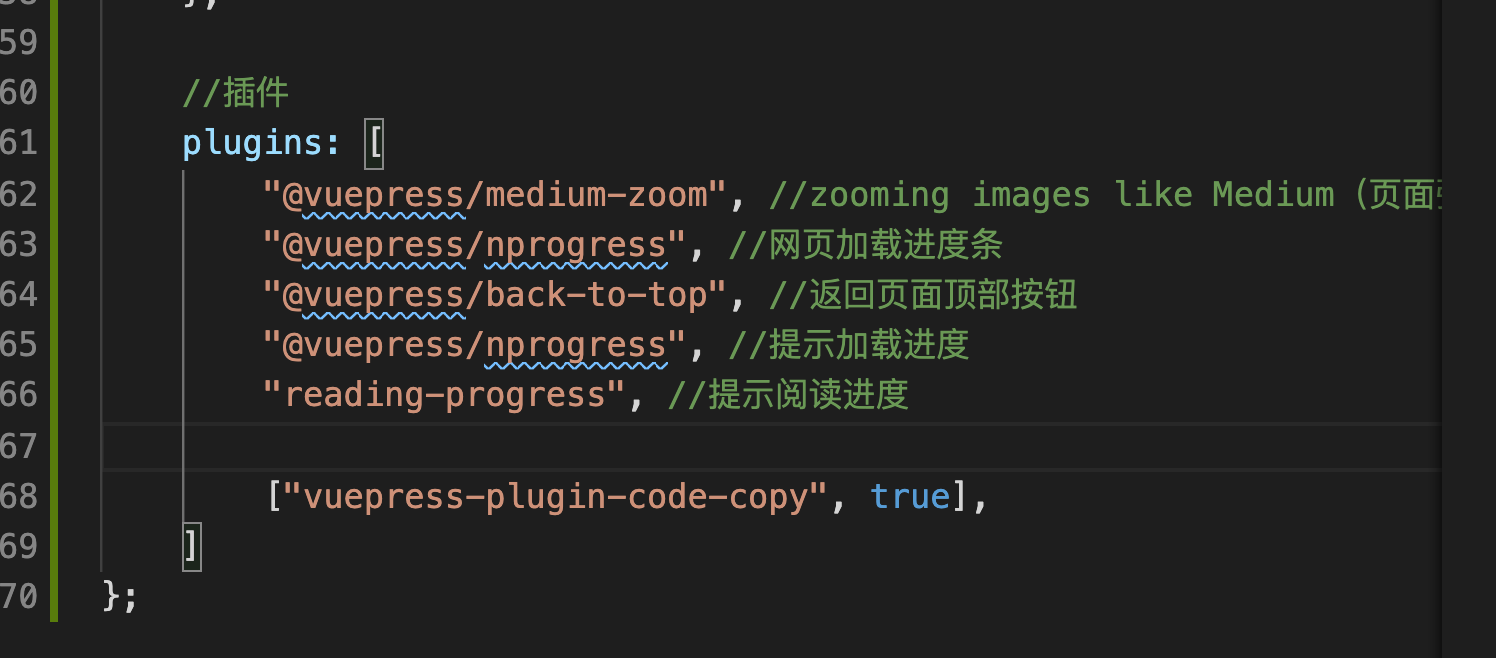 59
60 //插件
61 plugins: [
62 "@vuepress/medium-zoom", //zooming images like Medium (页面
63 "@vuepress/nprogress", //网页加载进度条
64 "@vuepress/back-to-top", //返回页面顶部按钮
65 "@vuepress/nprogress", //提示加载进度
66 "reading-progress", //提示阅读进度
67
68 ["vuepress-plugin-code-copy", true],
69 ]
70 };